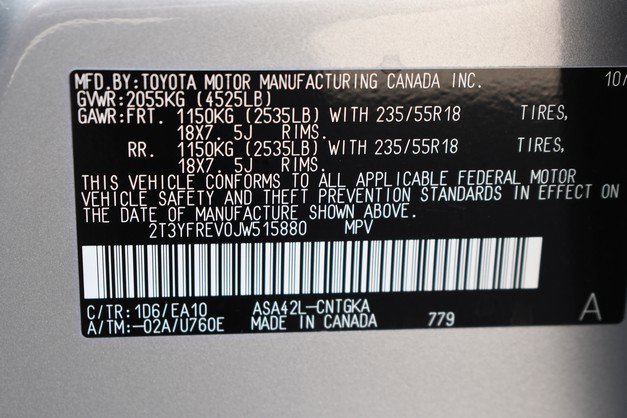 MFD.BY:TOYOTA MOTOR MANUFACTURING CANADA INC. 10/
GVWR:2055KG (4525LB)
GAWR:FRT. 1150KG (2535LB) WITH 235/55R18 TIRES,
18X7. 5J RIMS.
RR. 1150KG (2535LB) WITH 235/55R18 TIRES,
18X7. 5J RIMS.
THIS VEHICLE CONFORMS TO ALL APPLICABLE FEDERAL MOTOR
VEHICLE SAFETY AND THEFT PREVENTION STANDARDS IN EFFECT ON
THE DATE OF MANUFACTURE SHOWN ABOVE.
2T3YFREV0JW515880 MPV
C/TR:1D6/EA10 ASA42L-CNTGKA
A/TM:-02A/U760E MADE IN CANADA 779
A